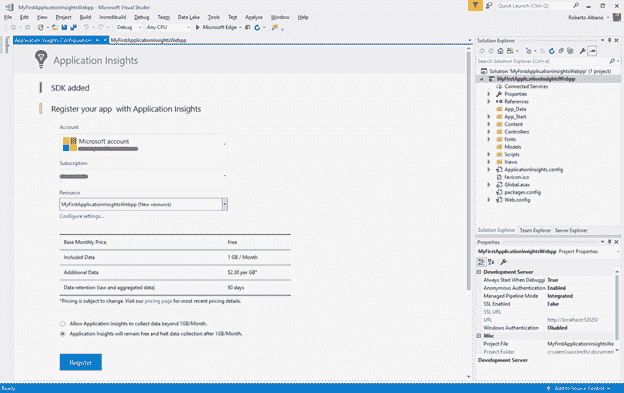 MyFirstApplicationInsightsWebpp - Microsoft Visual Studio
Quick Launch (Ctrl+Q)
File Edit View Project Build Incredibuild Debug Team Data Lake Tools Test Analyze Window Help
Roberto Albano
Debug Any CPU Microsoft Edge
Toolbox
Application Insights Configuration
MyFirstApplicationInsightsWebpp
Application Insights
SDK added
Register your app with Application Insights
Account
Microsoft account
Subscription
Resource
MyFirstApplicationInsightsWebpp (New resource)
Configure settings...
Base Monthly Price Free
Included Data 1 GB / Month
Additional Data $2.30 per GB*
Data retention (raw and aggregated data) 90 days
*Pricing is subject to change. Visit our pricing page for most recent pricing details.
Allow Application Insights to collect data beyond 1GB/Month.
Application Insights will remain free and halt data collection after 1GB/Month.
Register
Solution Explorer
Search Solution Explorer (Ctrl+è)
Solution 'MyFirstApplicationInsightsWebpp' (1 project)
MyFirstApplicationInsightsWebpp
Connected Services
Properties
References
App_Data
App_Start
Content
Controllers
fonts
Models
Scripts
Views
ApplicationInsights.config
favicon.ico
Global.asax
packages.config
Web.config
Solution Explorer Team Explorer Server Explorer
Properties
MyFirstApplicationInsightsWebpp Project Properties
Development Server
Always Start When Debuggi True
Anonymous Authentication Enabled
Managed Pipeline Mode Integrated
SSL Enabled False
SSL URL
URL http://localhost:52620/
Windows Authentication Disabled
Misc
Project File MyFirstApplicationInsightsWebpp
Project Folder
Development Server
Ready
Add to Source Control